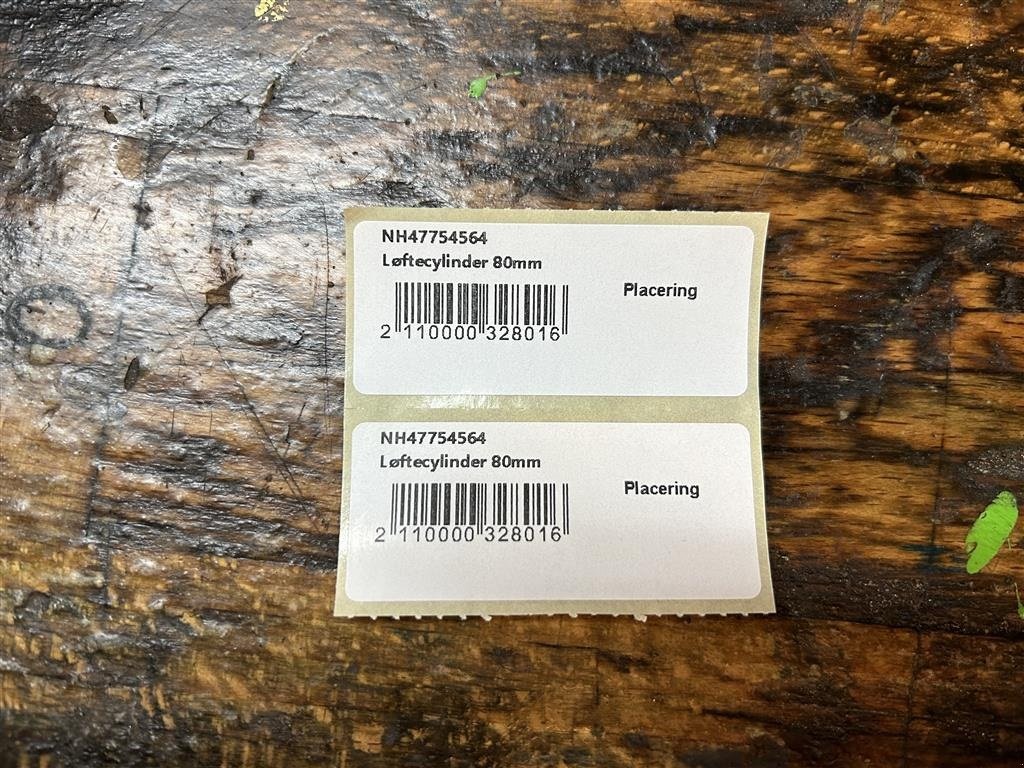 NH47754564
Løftecylinder 80mm
Placering
2 110000 328016
NH47754564
Løftecylinder 80mm
Placering
2 110000 328016